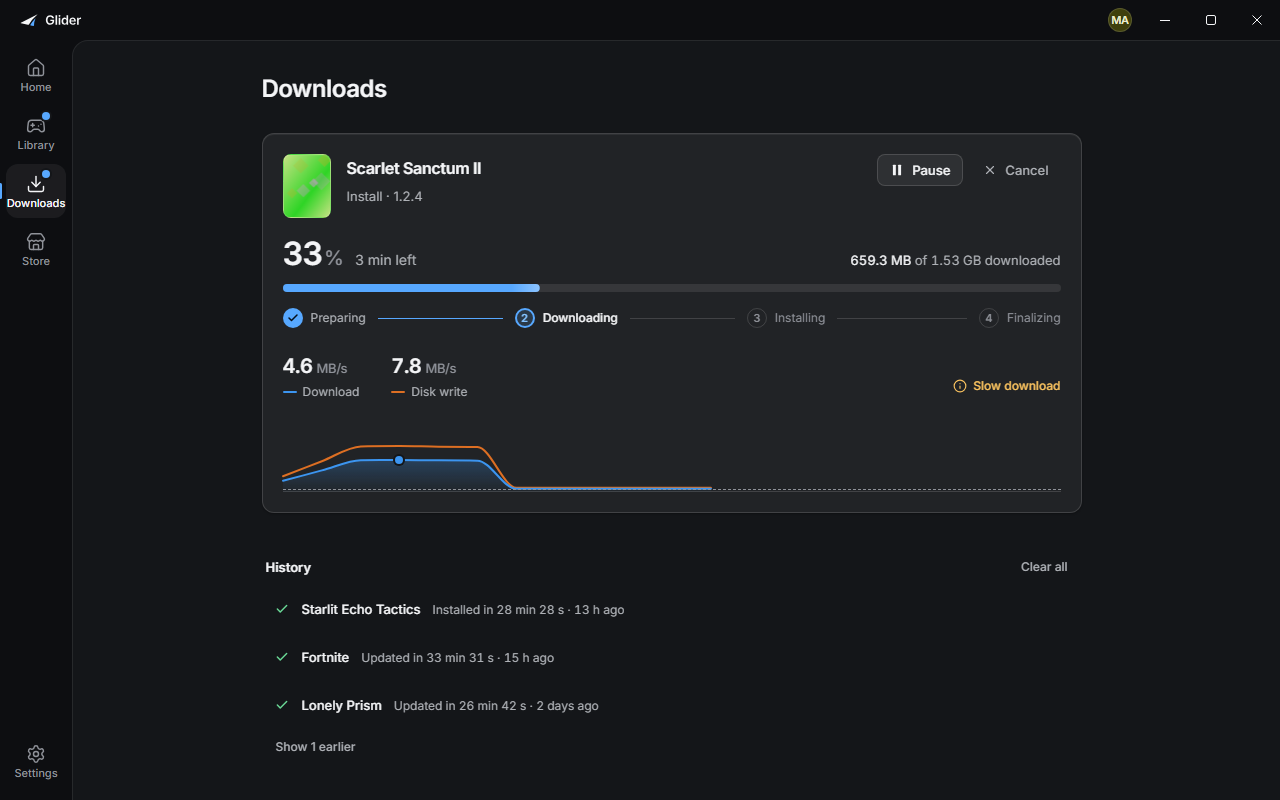 Glider
MA
Home
Library
Downloads
Store
Settings
Downloads
Scarlet Sanctum II
Install · 1.2.4
Pause
Cancel
33% 3 min left
659.3 MB of 1.53 GB downloaded
Preparing
2 Downloading
3 Installing
4 Finalizing
4.6 MB/s
Download
7.8 MB/s
Disk write
Slow download
History
Clear all
Starlit Echo Tactics Installed in 28 min 28 s · 13 h ago
Fortnite Updated in 33 min 31 s · 15 h ago
Lonely Prism Updated in 26 min 42 s · 2 days ago
Show 1 earlier